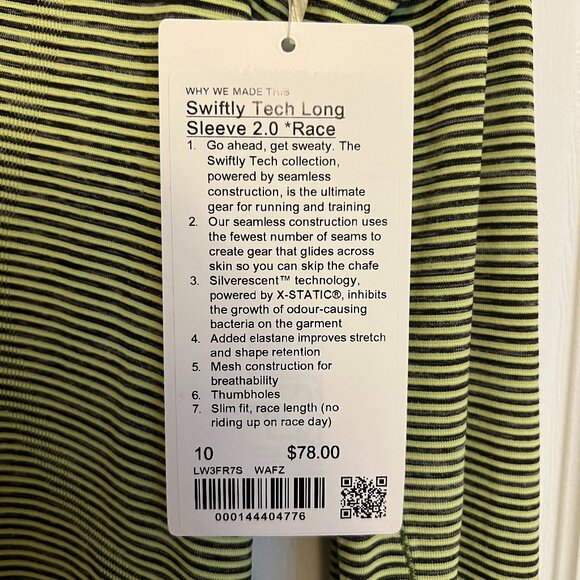 WHY WE MADE THIS
Swiftly Tech Long
Sleeve 2.0 *Race
1. Go ahead, get sweaty. The
Swiftly Tech collection,
powered by seamless
construction, is the ultimate
gear for running and training
2. Our seamless construction uses
the fewest number of seams to
create gear that glides across
skin so you can skip the chafe
3. Silverescent™ technology,
powered by X-STATIC®, inhibits
the growth of odour-causing
bacteria on the garment
4. Added elastane improves stretch
and shape retention
5. Mesh construction for
breathability
6. Thumbholes
7. Slim fit, race length (no
riding up on race day)
10 $78.00
LW3FR7S WAFZ
000144404776